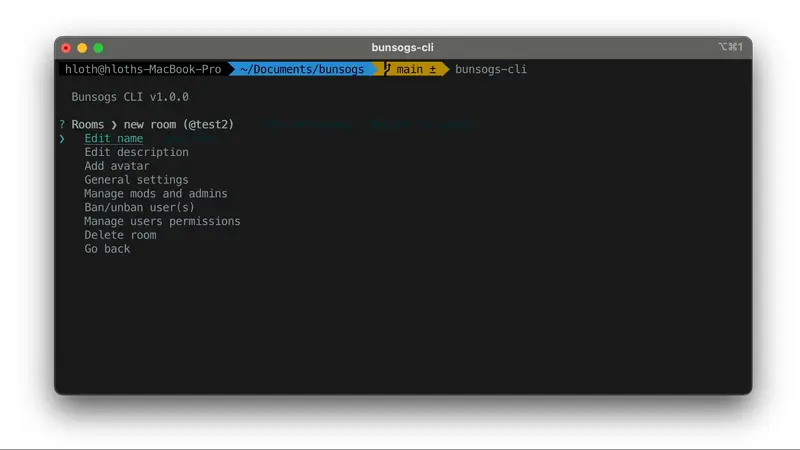 bunsogs-cli ⌥⌘1
hloth@hloths-MacBook-Pro ~/Documents/bunsogs main ± bunsogs-cli
Bunsogs CLI v1.0.0
? Rooms ❯ new room (@test2)
❯ Edit name
Edit description
Add avatar
General settings
Manage mods and admins
Ban/unban user(s)
Manage users permissions
Delete room
Go back